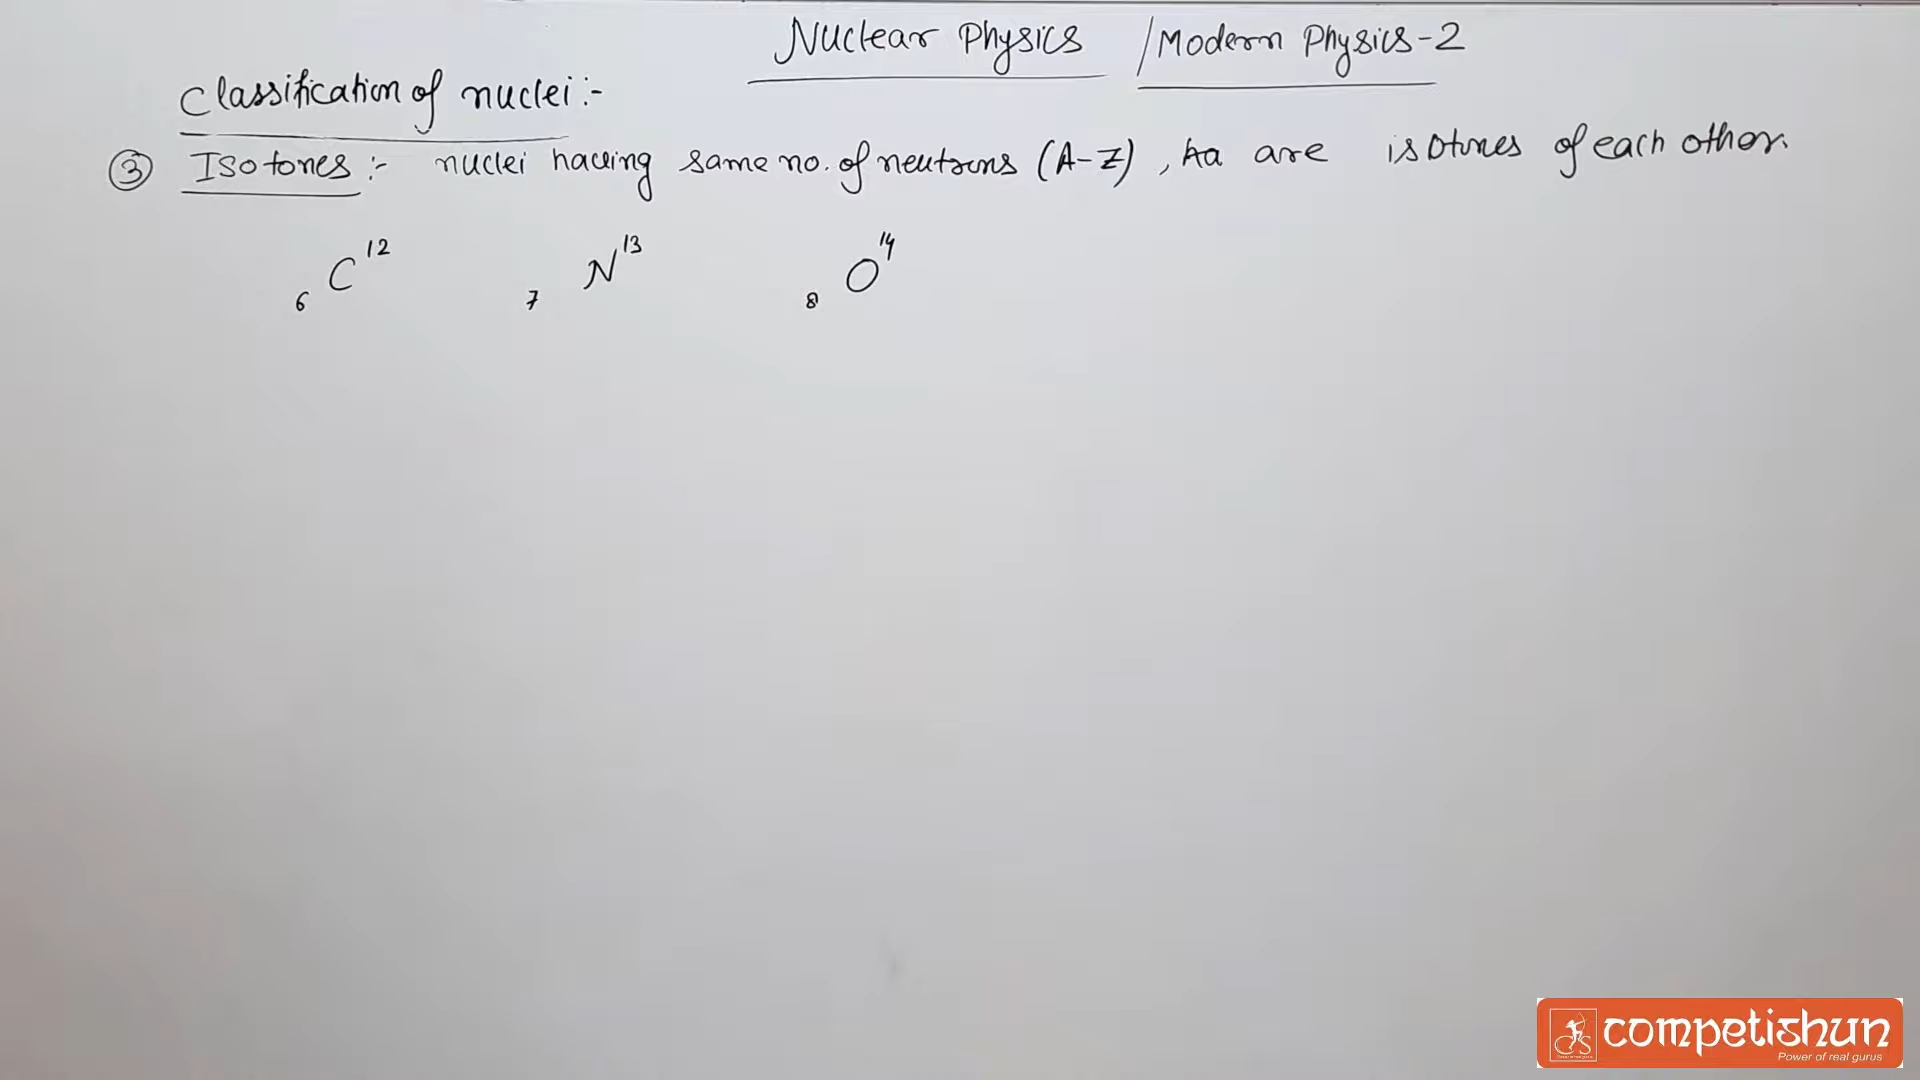 Nuclear Physics / Modern Physics-2
Classification of nuclei :-
③ Isotones :- nuclei having same no. of neutrons (A-Z), are isotones of each other.
₆C¹² ₇N¹³ ₈O¹⁴
competishun
Power of real gurus